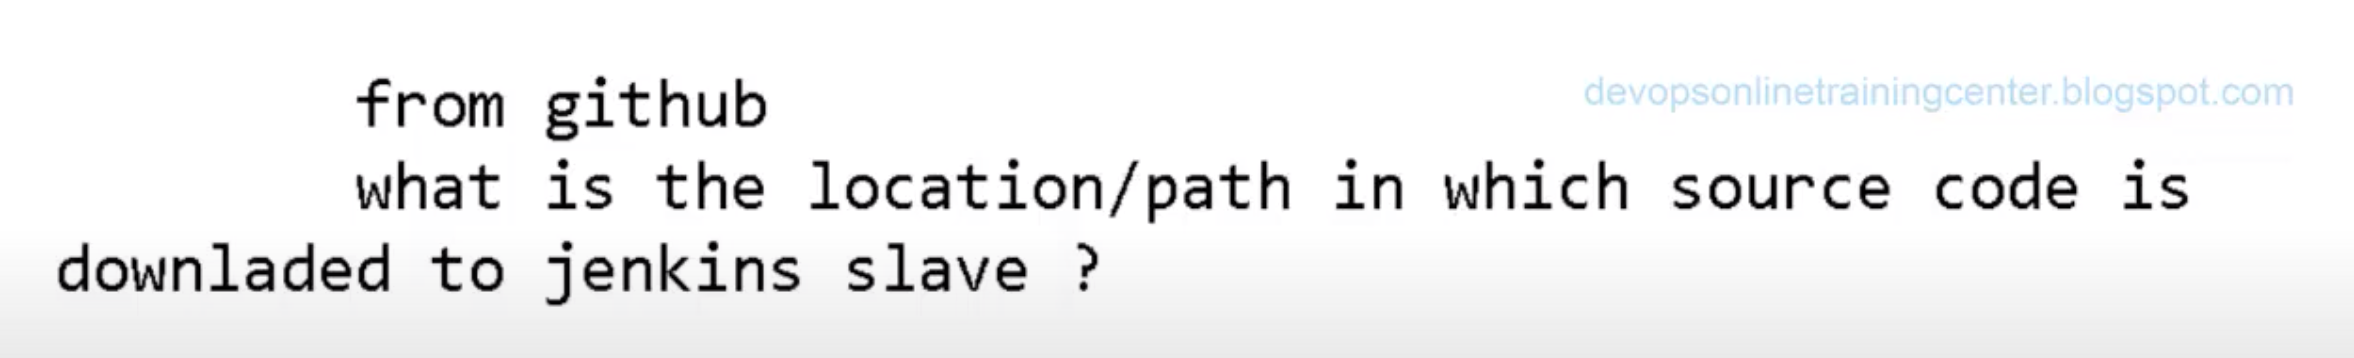 from github
devopsonlinetrainingcenter.blogspot.com
what is the location/path in which source code is
downladed to jenkins slave ?